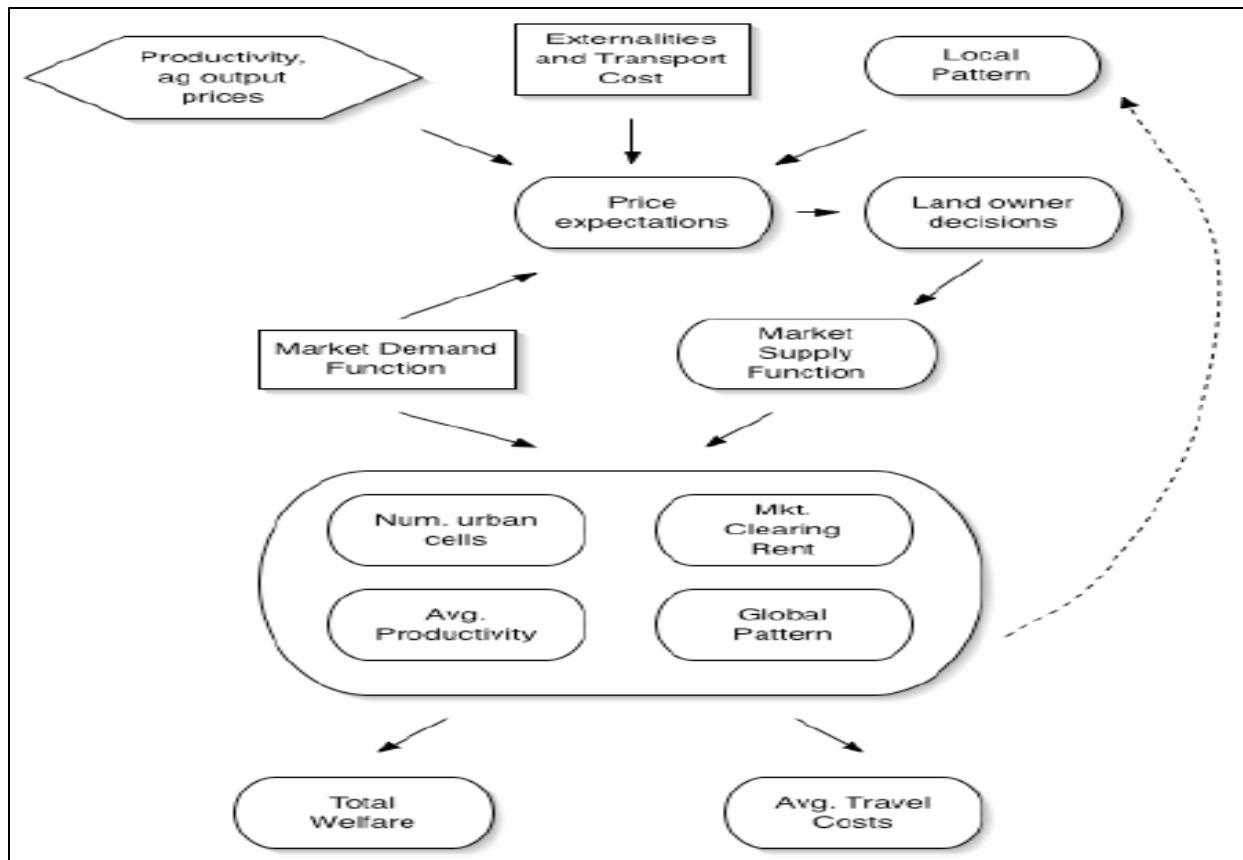 Productivity,
ag output
prices
Externalities
and Transport
Cost
Local
Pattern
Price
expectations
Land owner
decisions
Market Demand
Function
Market
Supply
Function
Num. urban
cells
Mkt.
Clearing
Rent
Avg.
Productivity
Global
Pattern
Total
Welfare
Avg. Travel
Costs